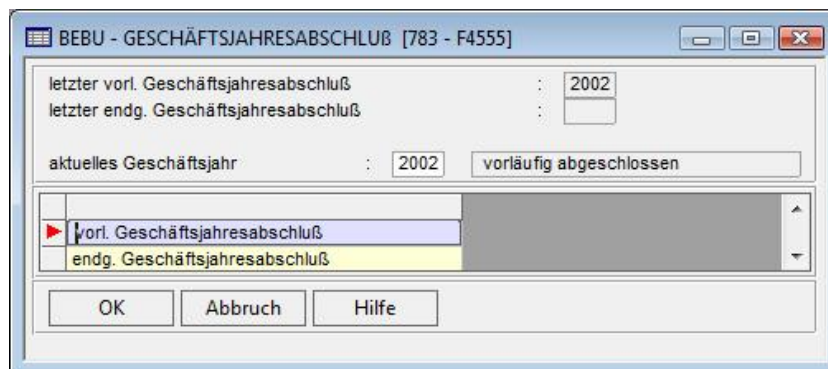 BEBU - GESCHÄFTSJAHRESABSCHLUß [783 - F4555]
letzter vorl. Geschäftsjahresabschluß : 2002
letzter endg. Geschäftsjahresabschluß :
aktuelles Geschäftsjahr : 2002 vorläufig abgeschlossen
vorl. Geschäftsjahresabschluß
endg. Geschäftsjahresabschluß
OK Abbruch Hilfe